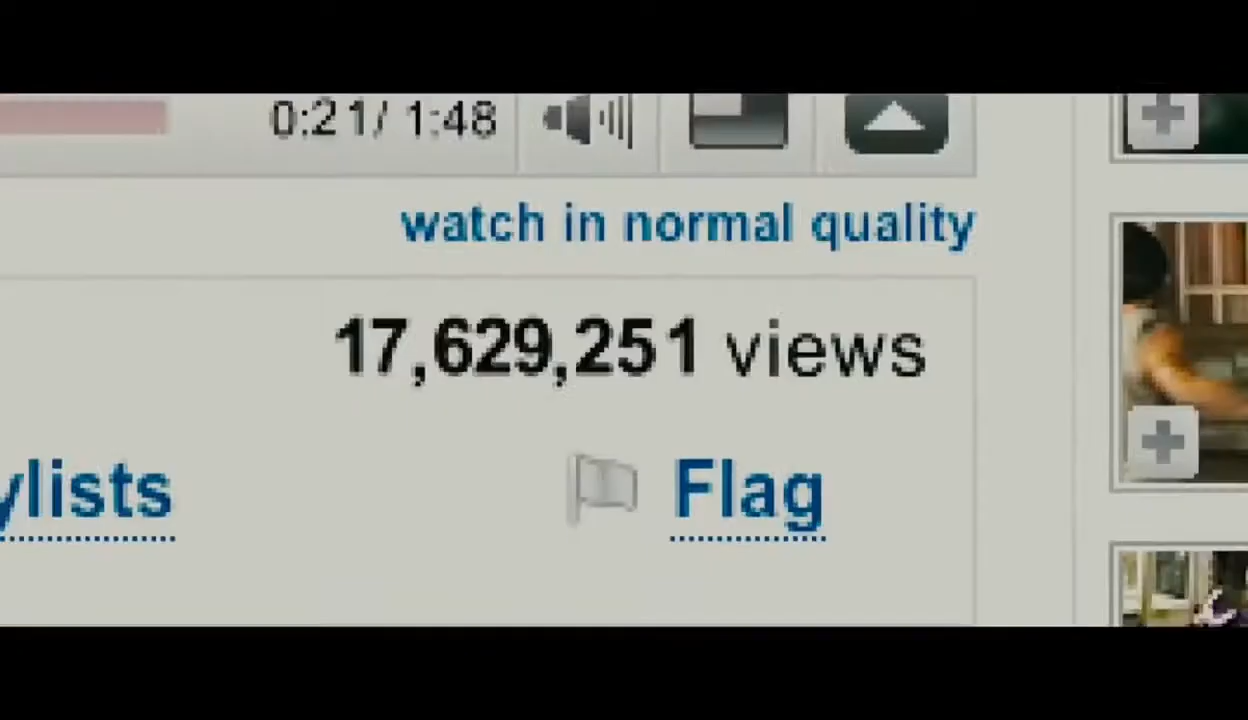 0:21/ 1:48
watch in normal quality
17,629,251 views
ylists
Flag